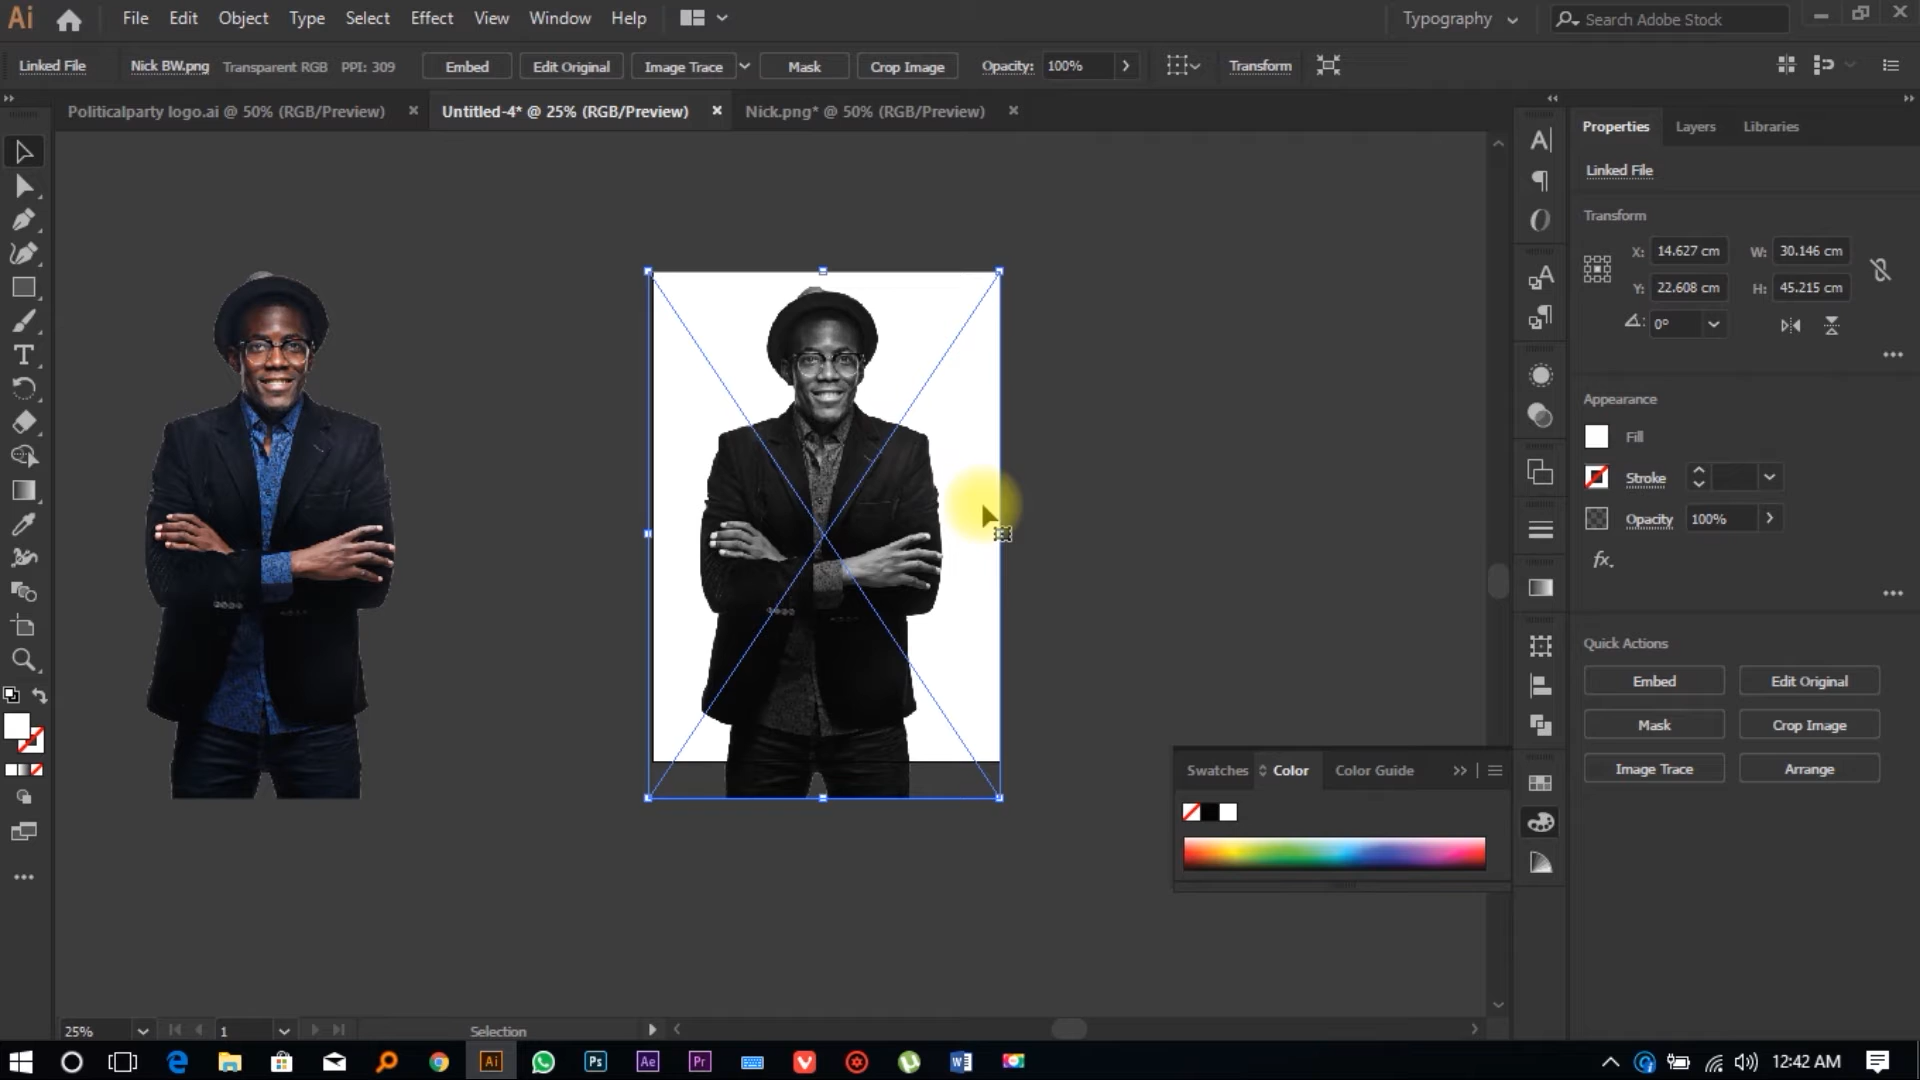 Ai File Edit Object Type Select Effect View Window Help Typography Search Adobe Stock
Linked File Nick BW.png Transparent RGB PPI: 309 Embed Edit Original Image Trace Mask Crop Image Opacity: 100% Transform
Politicalparty logo.ai @ 50% (RGB/Preview) Untitled-4* @ 25% (RGB/Preview) Nick.png* @ 50% (RGB/Preview)
Properties Layers Libraries
Linked File
Transform
X: 14.627 cm W: 30.146 cm
Y: 22.608 cm H: 45.215 cm
0°
Appearance
Fill
Stroke
Opacity 100%
fx.
Quick Actions
Embed Edit Original
Mask Crop Image
Image Trace Arrange
Swatches Color Color Guide
25% 1 Selection
Ai Ps Ae Pr 12:42 AM